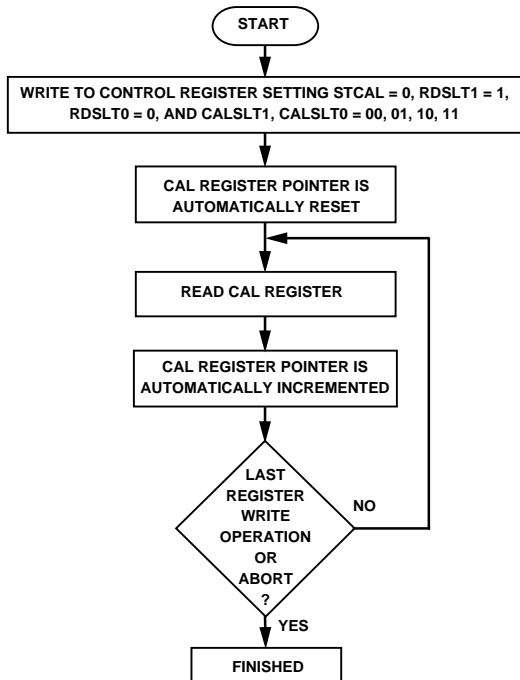 START
WRITE TO CONTROL REGISTER SETTING STCAL = 0, RDSLT1 = 1,
RDSLT0 = 0, AND CALSLT1, CALSLT0 = 00, 01, 10, 11
CAL REGISTER POINTER IS
AUTOMATICALLY RESET
READ CAL REGISTER
CAL REGISTER POINTER IS
AUTOMATICALLY INCREMENTED
LAST
REGISTER
WRITE
OPERATION
OR
ABORT
?
NO
YES
FINISHED